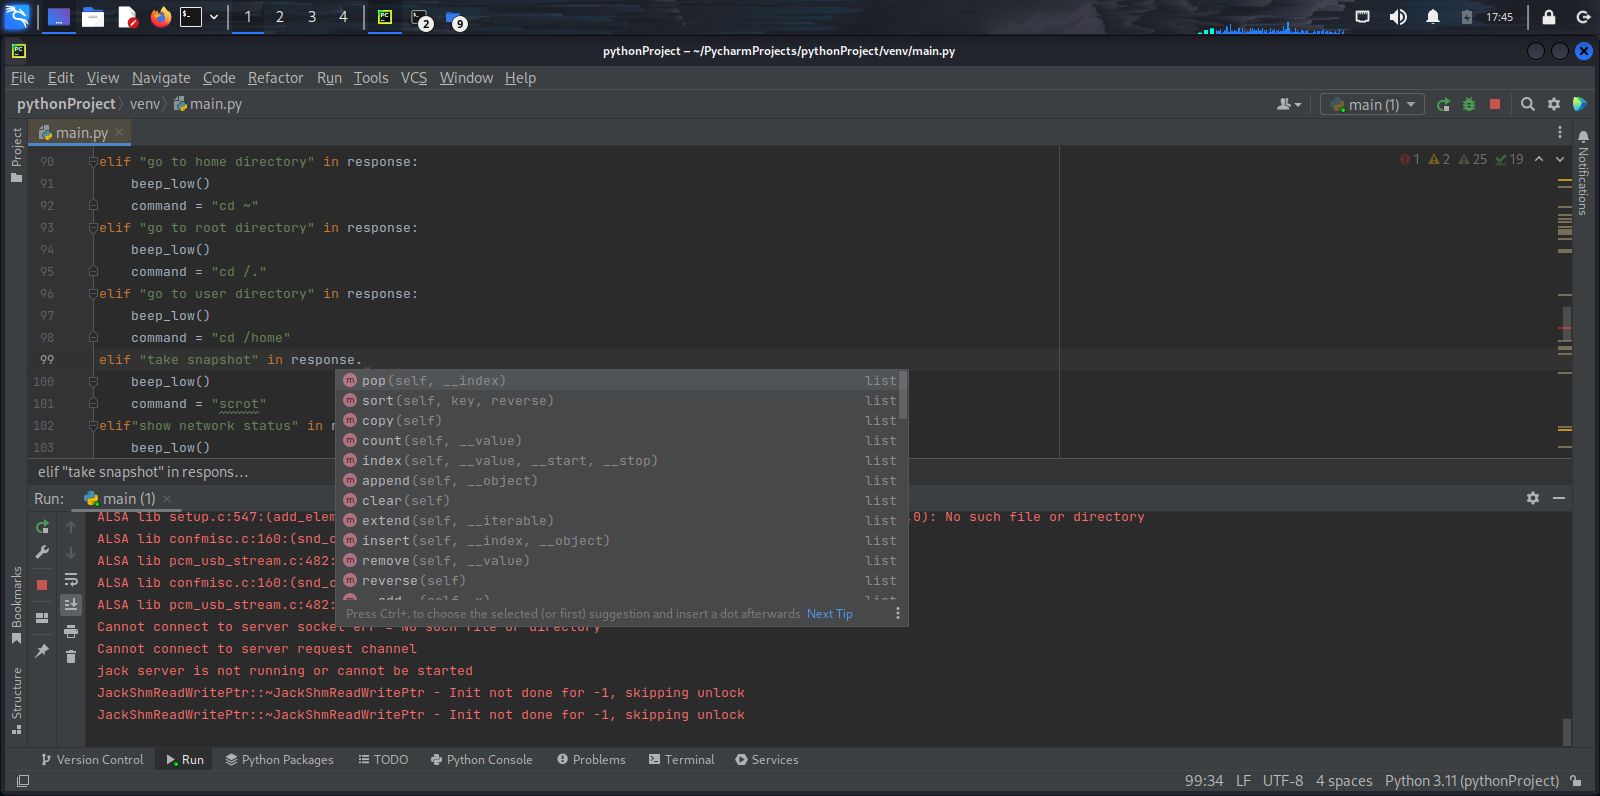 1 2 3 4 2 9 17:45
pythonProject – ~/PycharmProjects/pythonProject/venv/main.py
File Edit View Navigate Code Refactor Run Tools VCS Window Help
pythonProject venv main.py main (1)
Project
main.py
Notifications
1 2 25 19
90 elif "go to home directory" in response:
91 beep_low()
92 command = "cd ~"
93 elif "go to root directory" in response:
94 beep_low()
95 command = "cd /."
96 elif "go to user directory" in response:
97 beep_low()
98 command = "cd /home"
99 elif "take snapshot" in response.
100 beep_low()
101 command = "scrot"
102 elif"show network status" in r
103 beep_low()
pop(self, __index) list
sort(self, key, reverse) list
copy(self) list
count(self, __value) list
index(self, __value, __start, __stop) list
append(self, __object) list
clear(self) list
extend(self, __iterable) list
insert(self, __index, __object) list
remove(self, __value) list
reverse(self) list
Press Ctrl+. to choose the selected (or first) suggestion and insert a dot afterwards Next Tip
elif "take snapshot" in respons...
Run: main (1)
ALSA lib setup.c:547:(add_elem 0): No such file or directory
ALSA lib confmisc.c:160:(snd_c
ALSA lib pcm_usb_stream.c:482:
ALSA lib confmisc.c:160:(snd_c
ALSA lib pcm_usb_stream.c:482:
Cannot connect to server socket err = No such file or directory
Cannot connect to server request channel
jack server is not running or cannot be started
JackShmReadWritePtr::~JackShmReadWritePtr - Init not done for -1, skipping unlock
JackShmReadWritePtr::~JackShmReadWritePtr - Init not done for -1, skipping unlock
Bookmarks
Structure
Version Control Run Python Packages TODO Python Console Problems Terminal Services
99:34 LF UTF-8 4 spaces Python 3.11 (pythonProject)